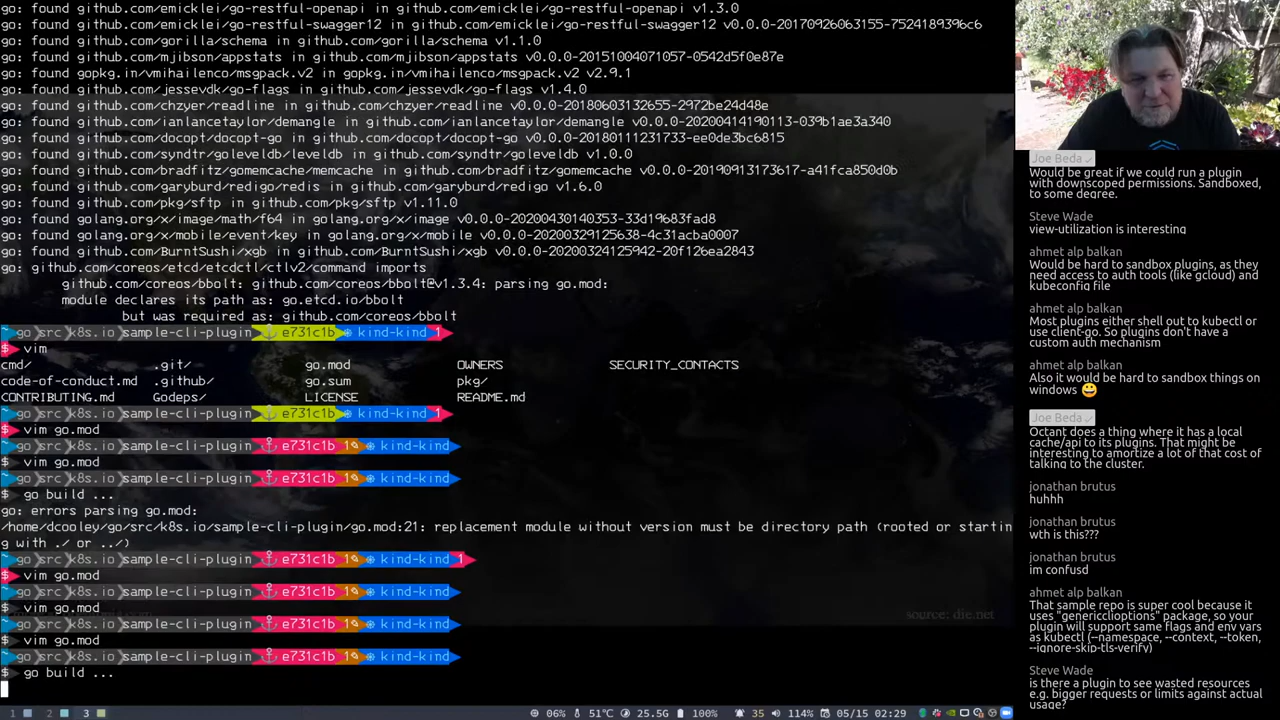 go: found github.com/emicklei/go-restful-openapi in github.com/emicklei/go-restful-openapi v1.3.0
go: found github.com/emicklei/go-restful-swagger12 in github.com/emicklei/go-restful-swagger12 v0.0.0-20170926063155-7524189396c6
go: found github.com/gorilla/schema in github.com/gorilla/schema v1.1.0
go: found github.com/mjibson/appstats in github.com/mjibson/appstats v0.0.0-20151004071057-0542d5f0e87e
go: found gopkg.in/vmihailenco/msgpack.v2 in gopkg.in/vmihailenco/msgpack.v2 v2.9.1
go: found github.com/jessevdk/go-flags in github.com/jessevdk/go-flags v1.4.0
go: found github.com/chzyer/readline in github.com/chzyer/readline v0.0.0-20180603132655-2972be24d48e
go: found github.com/ianlancetaylor/demangle in github.com/ianlancetaylor/demangle v0.0.0-20200414190113-039b1ae3a340
go: found github.com/docopt/docopt-go in github.com/docopt/docopt-go v0.0.0-20180111231733-ee0de3bc6815
go: found github.com/syndtr/goleveldb/leveldb in github.com/syndtr/goleveldb v1.0.0
go: found github.com/bradfitz/gomemcache/memcache in github.com/bradfitz/gomemcache v0.0.0-20190913173617-a41fca850d0b
go: found github.com/garyburd/redigo/redis in github.com/garyburd/redigo v1.6.0
go: found github.com/pkg/sftp in github.com/pkg/sftp v1.11.0
go: found golang.org/x/image/math/f64 in golang.org/x/image v0.0.0-20200430140353-33d19683fad8
go: found golang.org/x/mobile/event/key in golang.org/x/mobile v0.0.0-20200329125638-4c31acba0007
go: found github.com/BurntSushi/xgb in github.com/BurntSushi/xgb v0.0.0-20200324125942-20f126ea2843
go: github.com/coreos/etcd/etcdctl/ctlv2/command imports
github.com/coreos/bbolt: github.com/coreos/bbolt@v1.3.4: parsing go.mod:
module declares its path as: go.etcd.io/bbolt
but was required as: github.com/coreos/bbolt
go src k8s.io sample-cli-plugin e731c1b kind-kind 1
$ vim
cmd/ .git/ go.mod OWNERS SECURITY_CONTACTS
code-of-conduct.md .github/ go.sum pkg/
CONTRIBUTING.md Godeps/ LICENSE README.md
go src k8s.io sample-cli-plugin e731c1b kind-kind 1
$ vim go.mod
go src k8s.io sample-cli-plugin e731c1b 1 kind-kind
$ vim go.mod
go src k8s.io sample-cli-plugin e731c1b 1 kind-kind
$ go build ...
go: errors parsing go.mod:
/home/dcooley/go/src/k8s.io/sample-cli-plugin/go.mod:21: replacement module without version must be directory path (rooted or startin
g with ./ or ../)
go src k8s.io sample-cli-plugin e731c1b 1 kind-kind 1
$ vim go.mod
go src k8s.io sample-cli-plugin e731c1b 1 kind-kind
$ vim go.mod
source: die.net
go src k8s.io sample-cli-plugin e731c1b 1 kind-kind
$ vim go.mod
go src k8s.io sample-cli-plugin e731c1b 1 kind-kind
$ go build ...
1 2 3 06% 51°C 25.5G 100% 35 114% 05/15 02:29
Joe Beda
Would be great if we could run a plugin
with downscoped permissions. Sandboxed,
to some degree.
Steve Wade
view-utilization is interesting
ahmet alp balkan
Would be hard to sandbox plugins, as they
need access to auth tools (like gcloud) and
kubeconfig file
ahmet alp balkan
Most plugins either shell out to kubectl or
use client-go. So plugins don't have a
custom auth mechanism
ahmet alp balkan
Also it would be hard to sandbox things on
windows 😀
Joe Beda
Octant does a thing where it has a local
cache/api to its plugins. That might be
interesting to amortize a lot of that cost of
talking to the cluster.
jonathan brutus
huhhh
jonathan brutus
wth is this???
jonathan brutus
im confusd
ahmet alp balkan
That sample repo is super cool because it
uses "genericclioptions" package, so your
plugin will support same flags and env vars
as kubectl (--namespace, --context, --token,
--ignore-skip-tls-verify)
Steve Wade
is there a plugin to see wasted resources
e.g. bigger requests or limits against actual
usage?